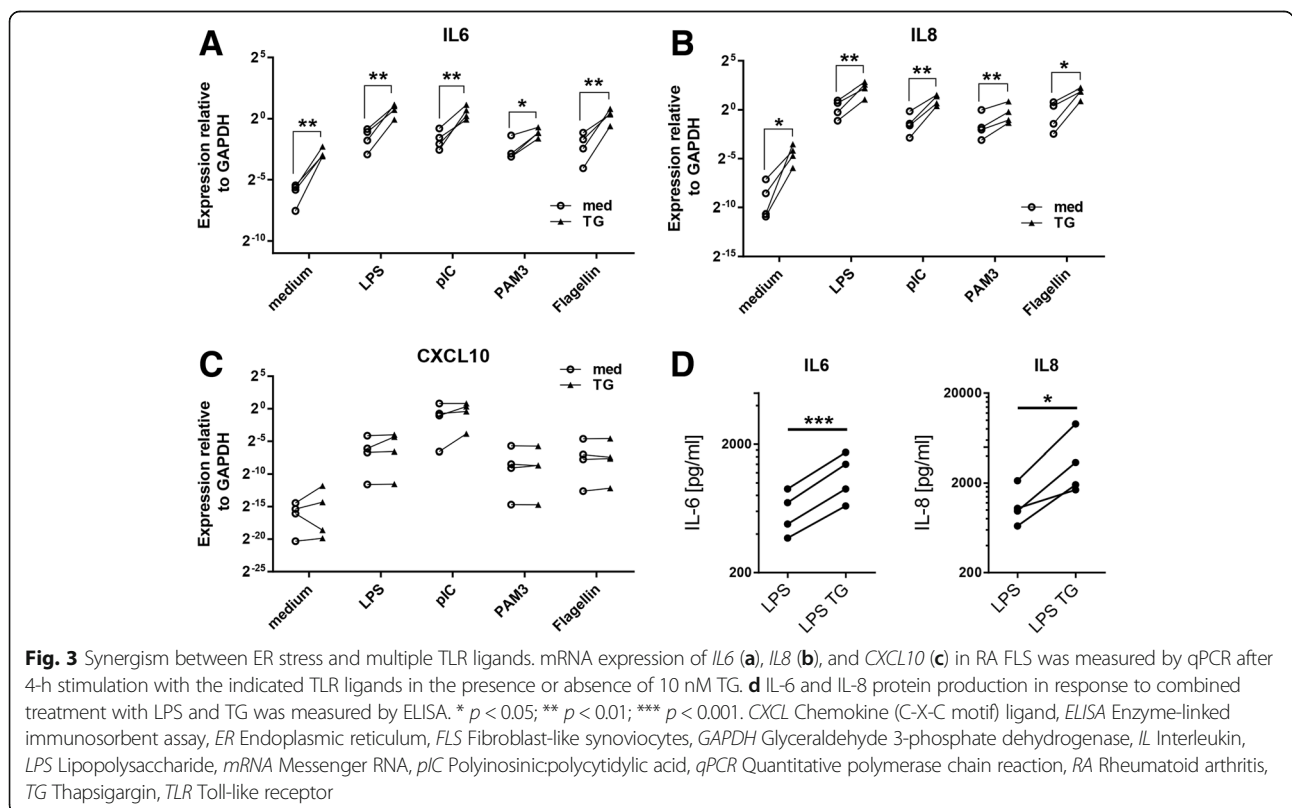 A
IL6
Expression relative
to GAPDH
2^5
2^0
2^-5
2^-10
**
**
**
*
**
med
TG
medium
LPS
pIC
PAM3
Flagellin
B
IL8
Expression relative
to GAPDH
2^5
2^0
2^-5
2^-10
2^-15
*
**
**
**
*
med
TG
medium
LPS
pIC
PAM3
Flagellin
C
CXCL10
Expression relative
to GAPDH
2^5
2^0
2^-5
2^-10
2^-15
2^-20
2^-25
med
TG
medium
LPS
pIC
PAM3
Flagellin
D
IL6
IL-6 [pg/ml]
2000
200
***
LPS
LPS TG
IL8
IL-8 [pg/ml]
20000
2000
200
*
LPS
LPS TG
Fig. 3 Synergism between ER stress and multiple TLR ligands. mRNA expression of IL6 (a), IL8 (b), and CXCL10 (c) in RA FLS was measured by qPCR after
4-h stimulation with the indicated TLR ligands in the presence or absence of 10 nM TG. d IL-6 and IL-8 protein production in response to combined
treatment with LPS and TG was measured by ELISA. * p < 0.05; ** p < 0.01; *** p < 0.001. CXCL Chemokine (C-X-C motif) ligand, ELISA Enzyme-linked
immunosorbent assay, ER Endoplasmic reticulum, FLS Fibroblast-like synoviocytes, GAPDH Glyceraldehyde 3-phosphate dehydrogenase, IL Interleukin,
LPS Lipopolysaccharide, mRNA Messenger RNA, pIC Polyinosinic:polycytidylic acid, qPCR Quantitative polymerase chain reaction, RA Rheumatoid arthritis,
TG Thapsigargin, TLR Toll-like receptor